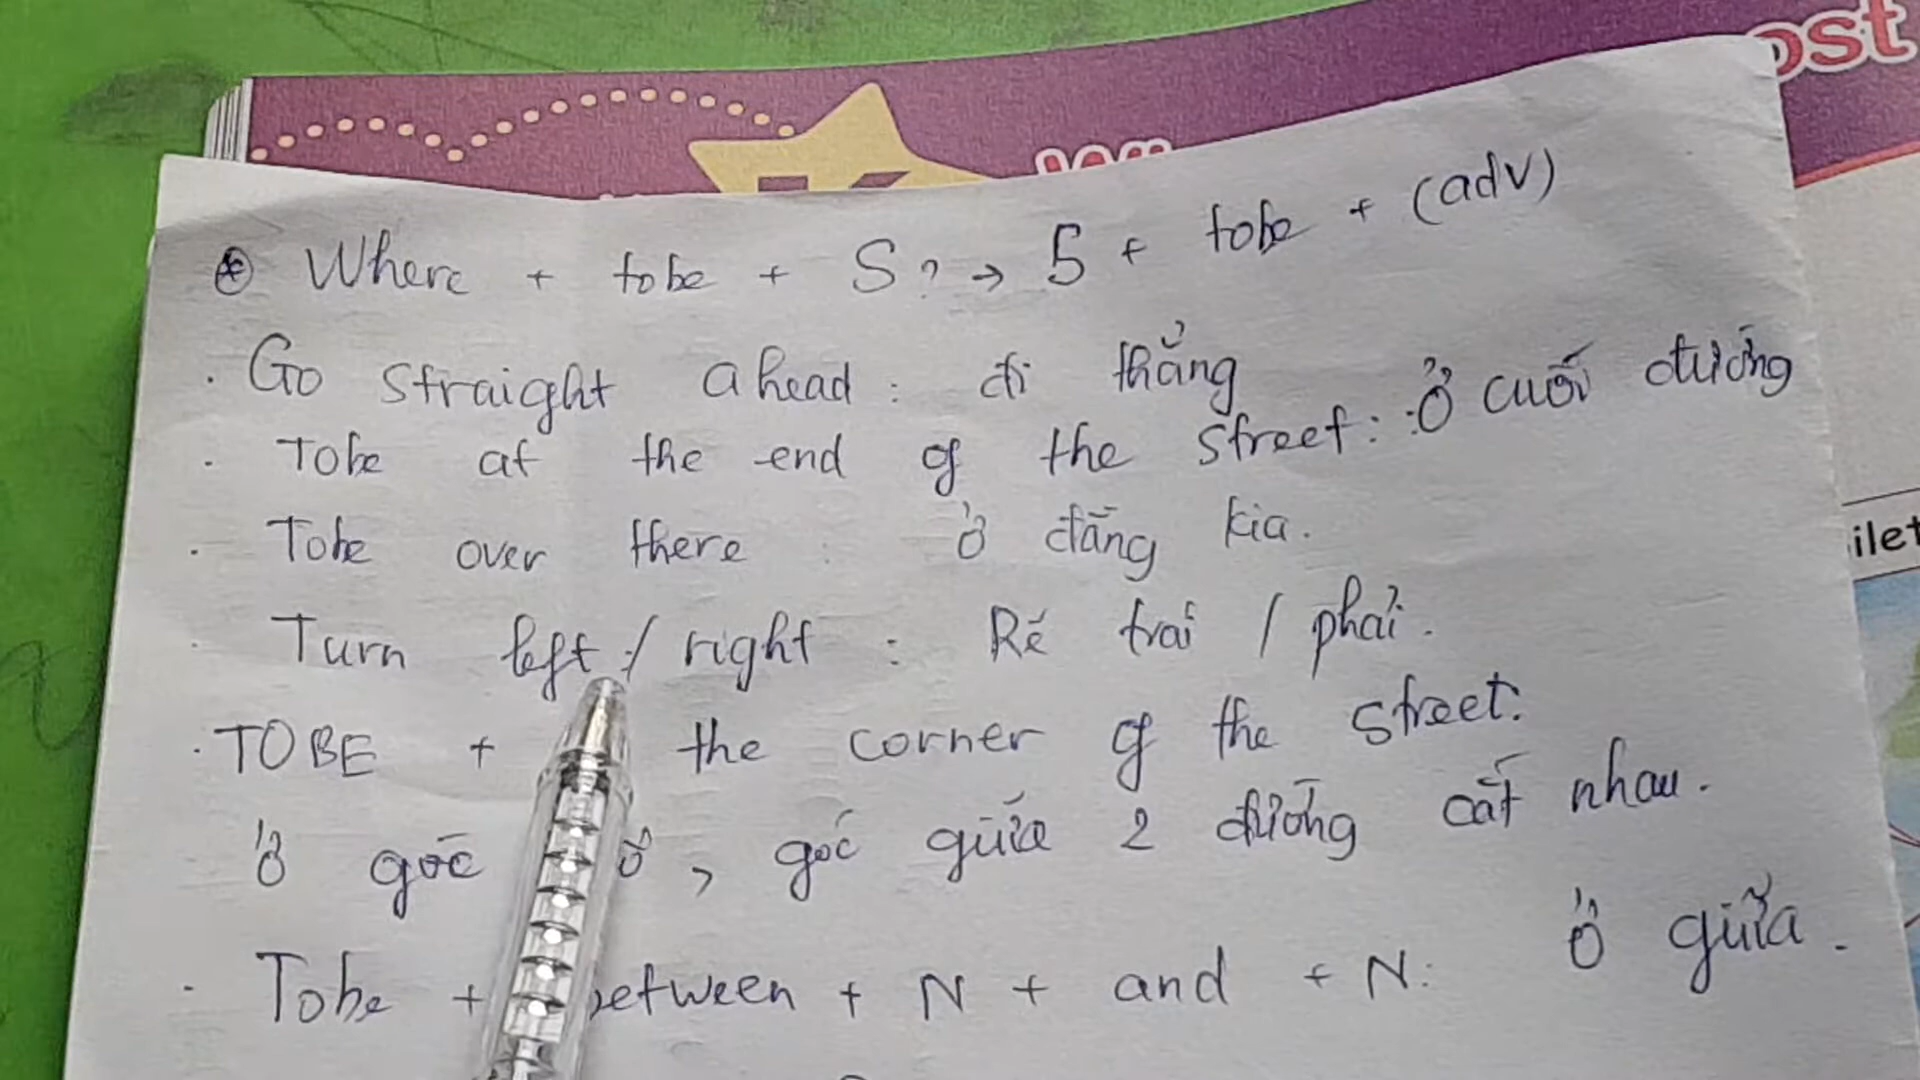 ost
⊛ Where + tobe + S? → S + tobe + (adv)
. Go straight ahead : đi thẳng
. Tobe at the end of the street: Ở cuối đường
. Tobe over there : Ở đằng kia.
. Turn left / right : Rẽ trái / phải.
. TOBE + the corner of the street:
Ở góc , góc giữa 2 đường cắt nhau.
. Tobe + between + N + and + N: Ở giữa.
ilet